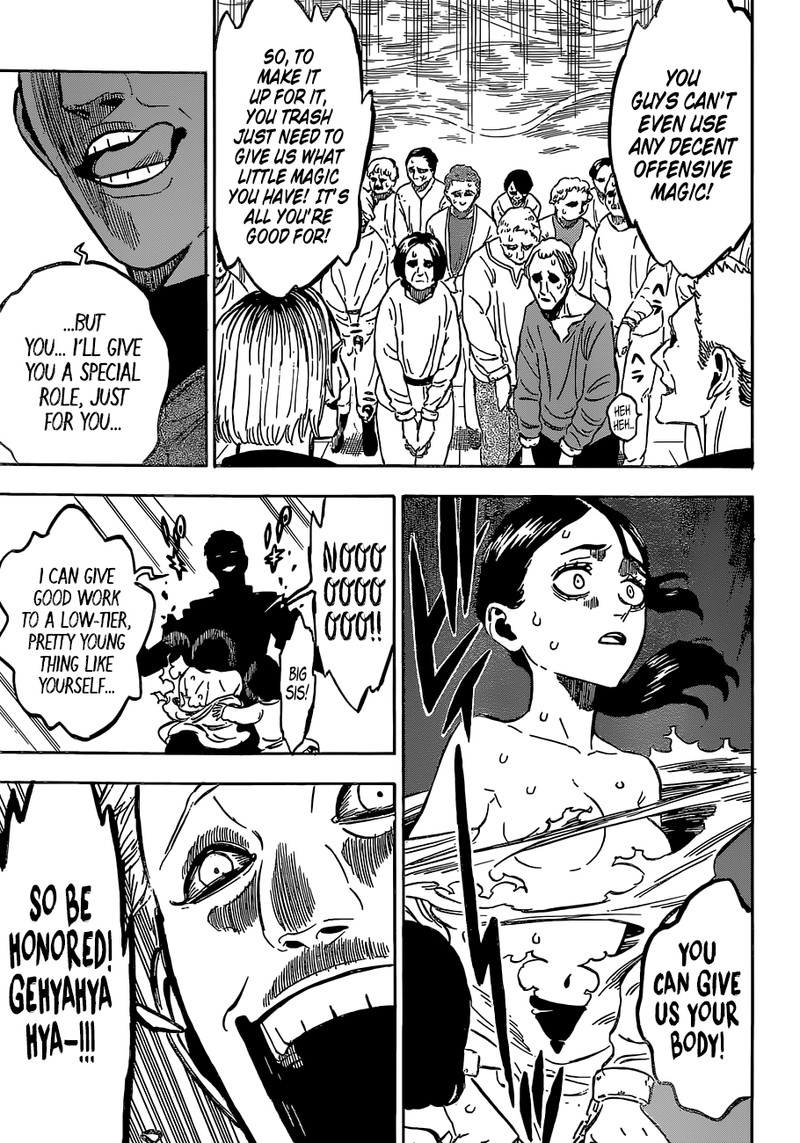 YOU
GUYS CAN'T
EVEN USE
ANY DECENT
OFFENSIVE
MAGIC!
SO, TO
MAKE IT
UP FOR IT,
YOU TRASH
JUST NEED TO
GIVE US WHAT
LITTLE MAGIC
YOU HAVE! IT'S
ALL YOU'RE
GOOD FOR!
HEH
HEH...
...BUT
YOU... I'LL GIVE
YOU A SPECIAL
ROLE, JUST
FOR YOU...
YOU
CAN GIVE
US YOUR
BODY!
NOOO
OOOO
OOO!!
BIG
SIS!
I CAN GIVE
GOOD WORK
TO A LOW-TIER,
PRETTY YOUNG
THING LIKE
YOURSELF...
SO BE
HONORED!
GEHYAHYA
HYA-!!!